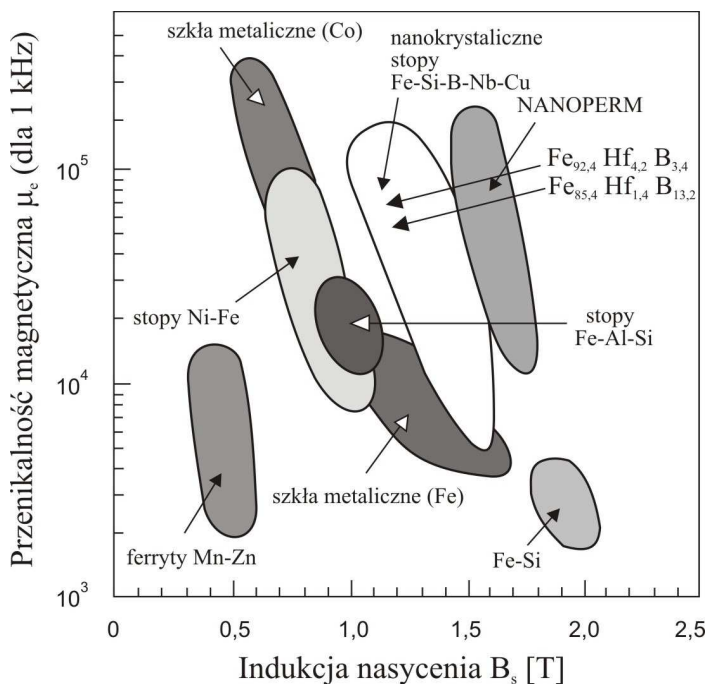 Przenikalność magnetyczna μe (dla 1 kHz)
szkła metaliczne (Co)
nanokrystaliczne
stopy
Fe-Si-B-Nb-Cu
NANOPERM
Fe92,4 Hf4,2 B3,4
Fe85,4 Hf1,4 B13,2
stopy Ni-Fe
stopy
Fe-Al-Si
szkła metaliczne (Fe)
ferryty Mn-Zn
Fe-Si
10^5
10^4
10^3
0 0,5 1,0 1,5 2,0 2,5
Indukcja nasycenia Bs [T]